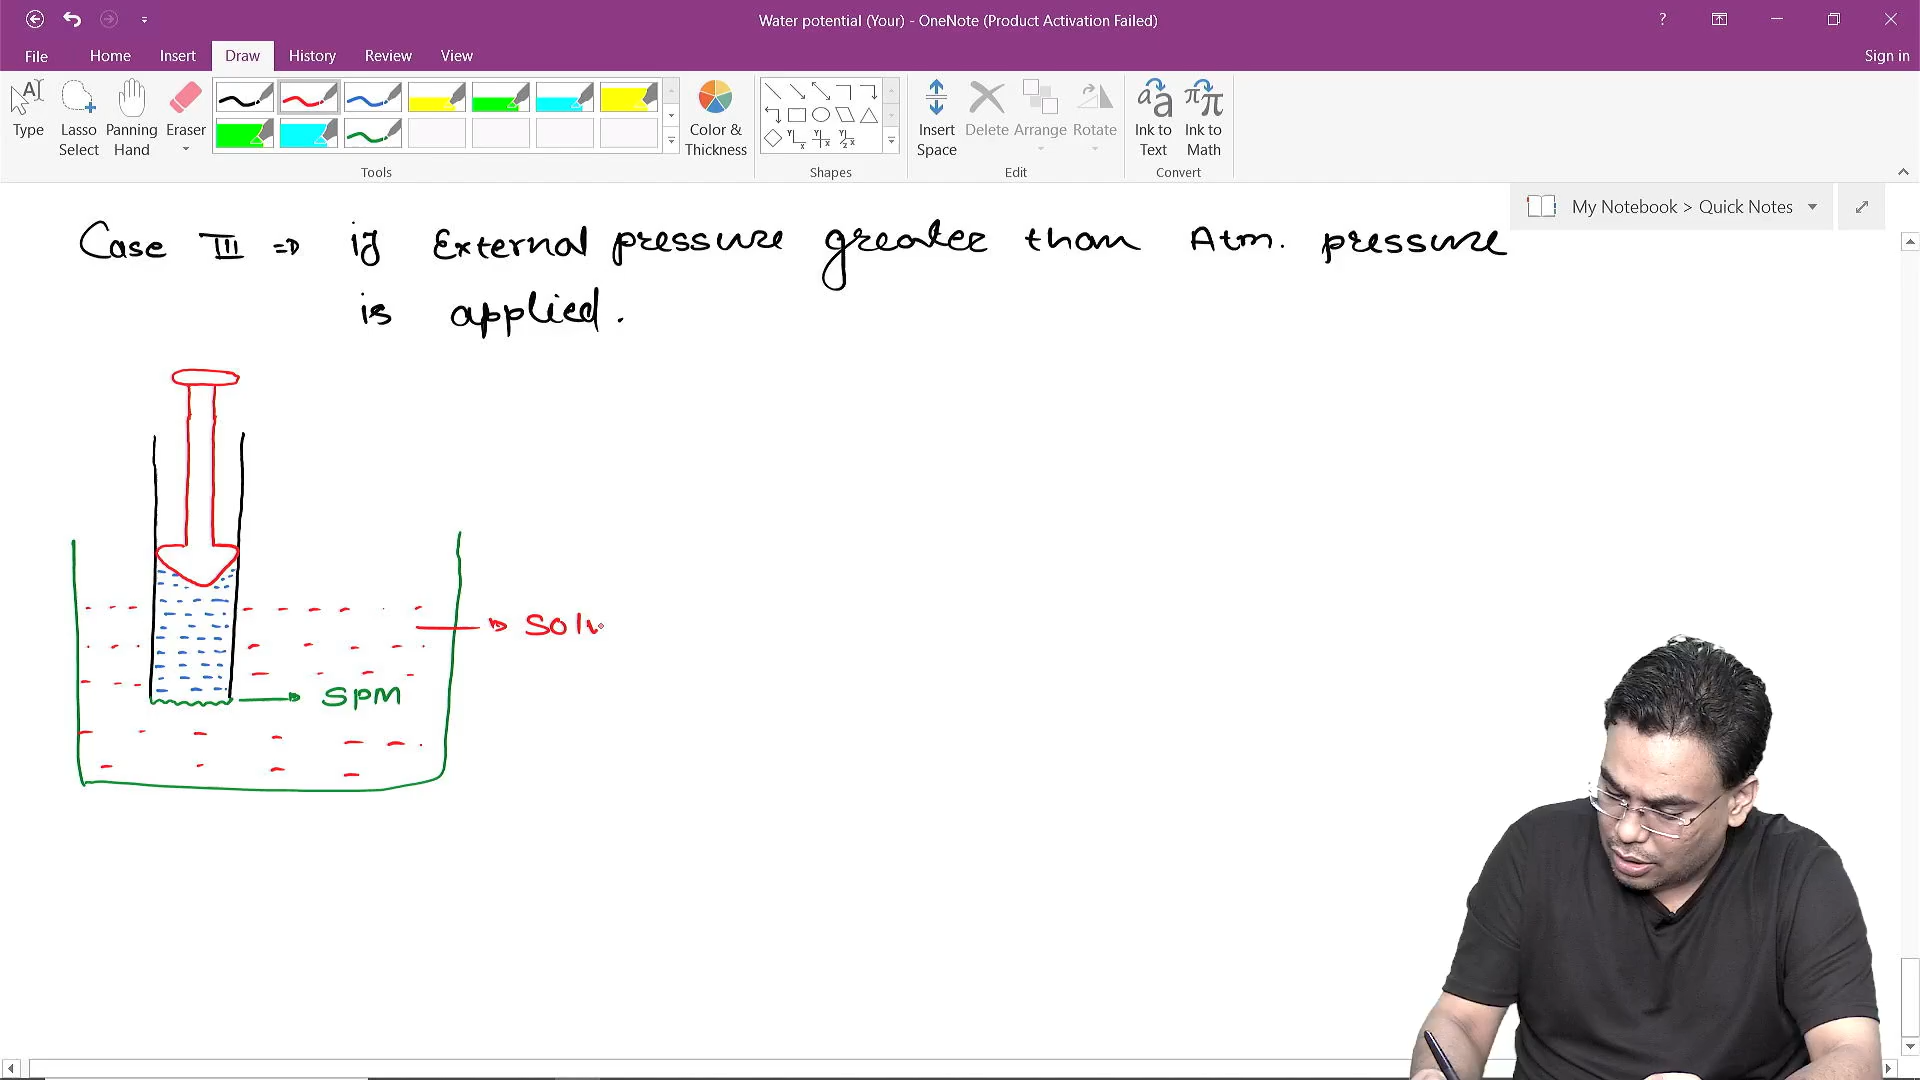 Water potential (Your) - OneNote (Product Activation Failed)
?
File Home Insert Draw History Review View Sign in
Type Lasso Select Panning Hand Eraser Color & Thickness Insert Space Delete Arrange Rotate Ink to Text Ink to Math
Tools Shapes Edit Convert
My Notebook > Quick Notes
Case III ⇒ if External pressure greater than Atm. pressure
is applied.
Solv
SPM